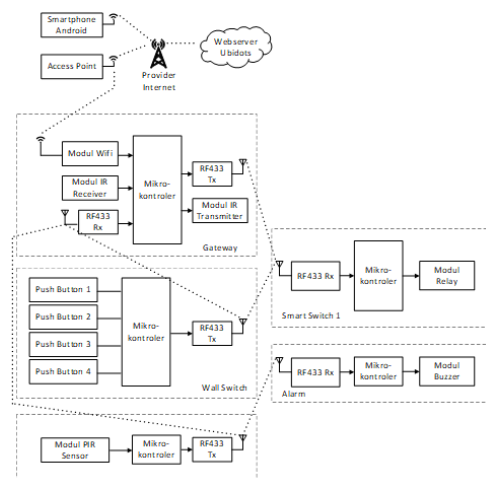 Smartphone
Android
Access Point
Provider
Internet
Webserver
Ubidots
Modul Wifi
Modul IR
Receiver
RF433
Rx
Mikro-
kontroler
RF433
Tx
Modul IR
Transmitter
Gateway
Push Button 1
Push Button 2
Push Button 3
Push Button 4
Mikro-
kontroler
RF433
Tx
Wall Switch
RF433 Rx
Mikro-
kontroler
Modul
Relay
Smart Switch 1
RF433 Rx
Mikro-
kontroler
Modul
Buzzer
Alarm
Modul PIR
Sensor
Mikro-
kontroler
RF433
Tx